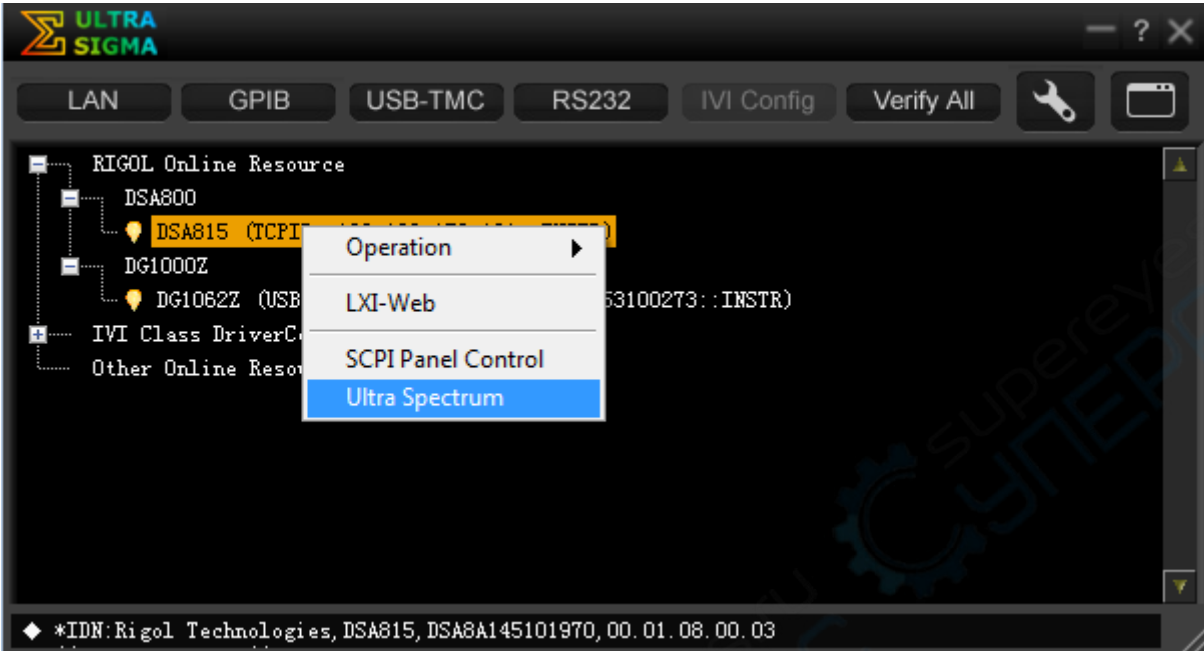 ULTRA
SIGMA
?
LAN GPIB USB-TMC RS232 IVI Config Verify All
RIGOL Online Resource
DSA800
DSA815 (TCPI
Operation
DG1000Z
DG1062Z (USB 53100273::INSTR)
LXI-Web
IVI Class DriverC
SCPI Panel Control
Other Online Reso
Ultra Spectrum
supereye
СУПЕР
*IDN:Rigol Technologies,DSA815,DSA8A145101970,00.01.08.00.03